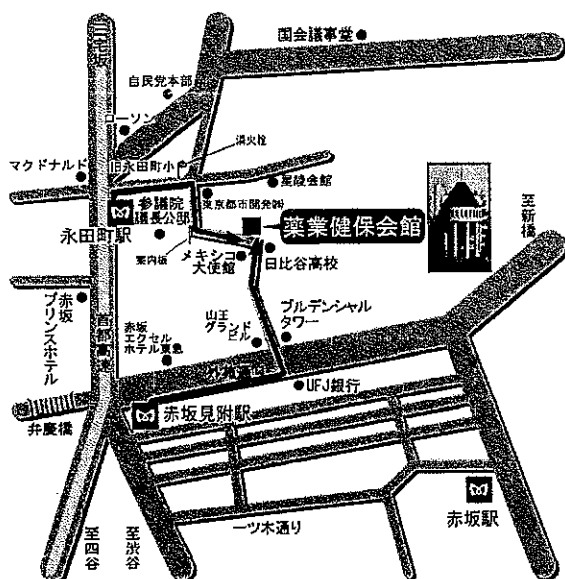 国会議事堂
三宅坂
自民党本部
ローソン
消火栓
マクドナルド
旧永田町小
星陵会館
参議院
議長公邸
東京都市開発㈱
永田町駅
薬業健保会館
至新橋
案内板
メキシコ
大使館
日比谷高校
赤坂
プリンスホテル
首都高速
赤坂
エクセル
ホテル東急
山王
グランド
ビル
プルデンシャル
タワー
外堀通り
UFJ銀行
赤坂見附駅
弁慶橋
赤坂駅
一ツ木通り
至四谷
至渋谷